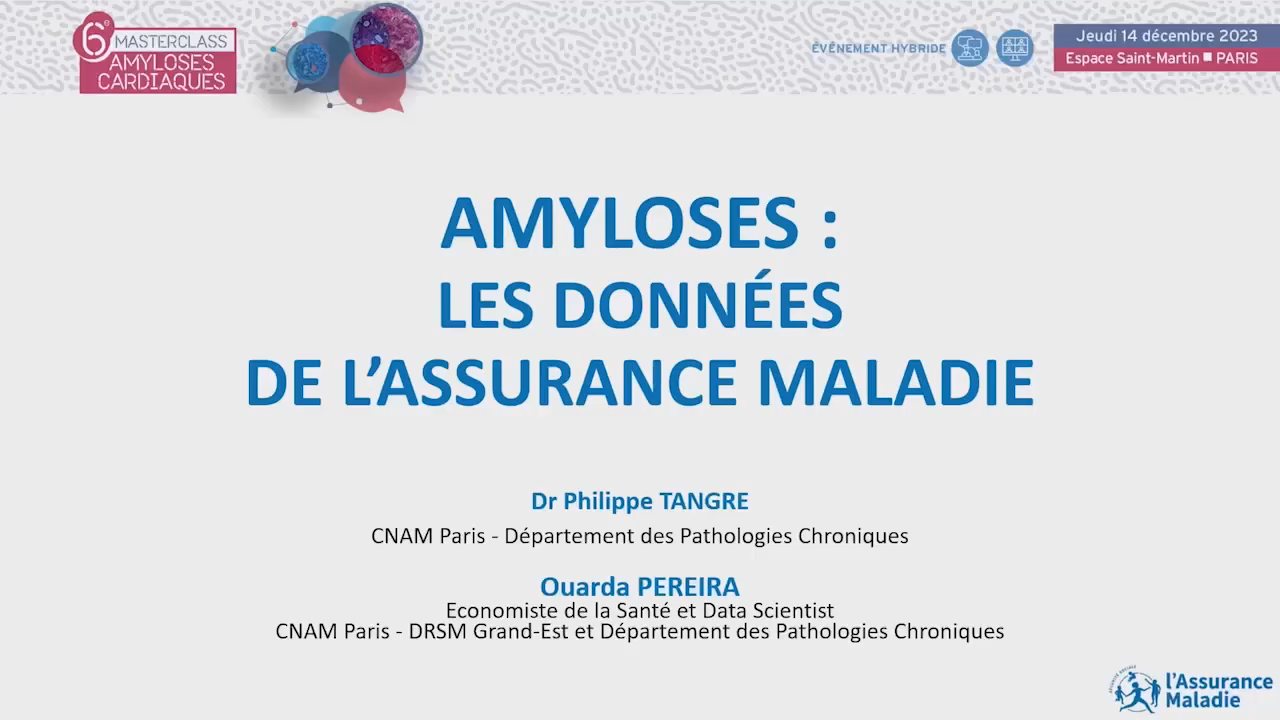 6e
MASTERCLASS
AMYLOSES
CARDIAQUES
ÉVÉNEMENT HYBRIDE
Jeudi 14 décembre 2023
Espace Saint-Martin ■ PARIS
AMYLOSES :
LES DONNÉES
DE L’ASSURANCE MALADIE
Dr Philippe TANGRE
CNAM Paris - Département des Pathologies Chroniques
Ouarda PEREIRA
Economiste de la Santé et Data Scientist
CNAM Paris - DRSM Grand-Est et Département des Pathologies Chroniques
SÉCURITÉ SOCIALE
l’Assurance
Maladie